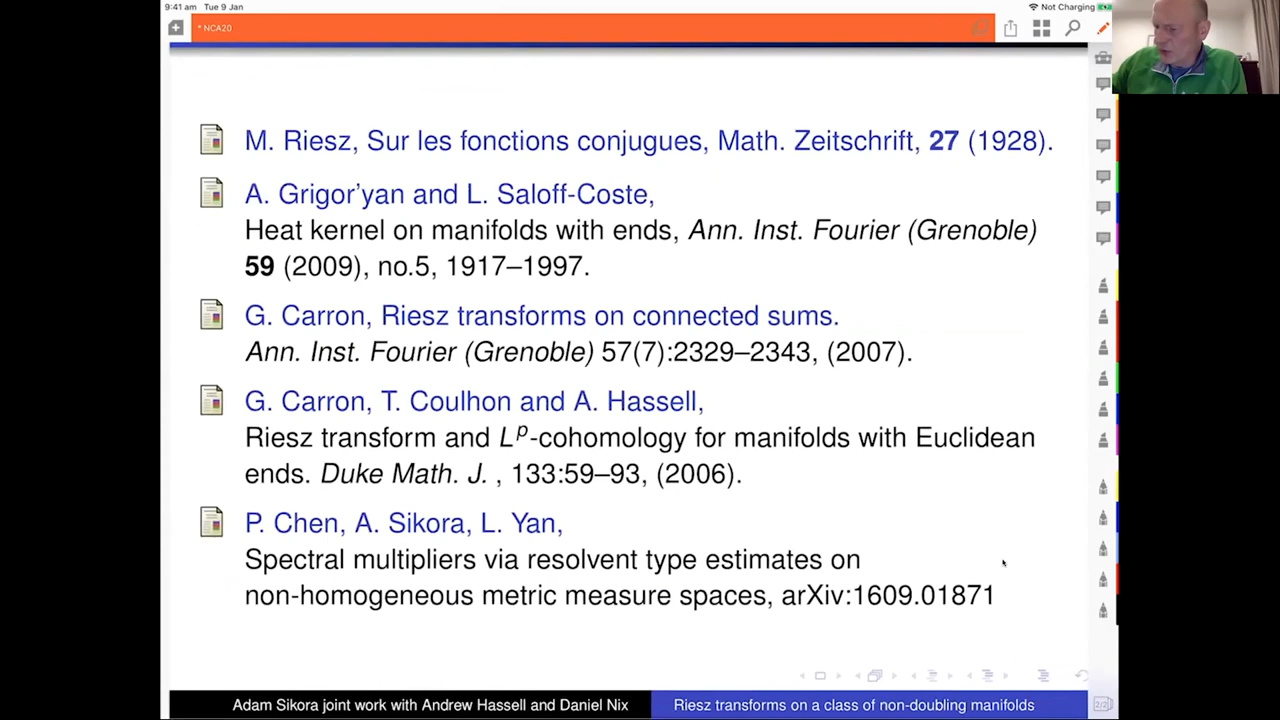 9:41 am Tue 9 Jan
Not Charging
* NCA20
M. Riesz, Sur les fonctions conjugues, Math. Zeitschrift, 27 (1928).
A. Grigor'yan and L. Saloff-Coste,
Heat kernel on manifolds with ends, Ann. Inst. Fourier (Grenoble)
59 (2009), no.5, 1917–1997.
G. Carron, Riesz transforms on connected sums.
Ann. Inst. Fourier (Grenoble) 57(7):2329–2343, (2007).
G. Carron, T. Coulhon and A. Hassell,
Riesz transform and Lᵖ-cohomology for manifolds with Euclidean
ends. Duke Math. J. , 133:59–93, (2006).
P. Chen, A. Sikora, L. Yan,
Spectral multipliers via resolvent type estimates on
non-homogeneous metric measure spaces, arXiv:1609.01871
Adam Sikora joint work with Andrew Hassell and Daniel Nix
Riesz transforms on a class of non-doubling manifolds